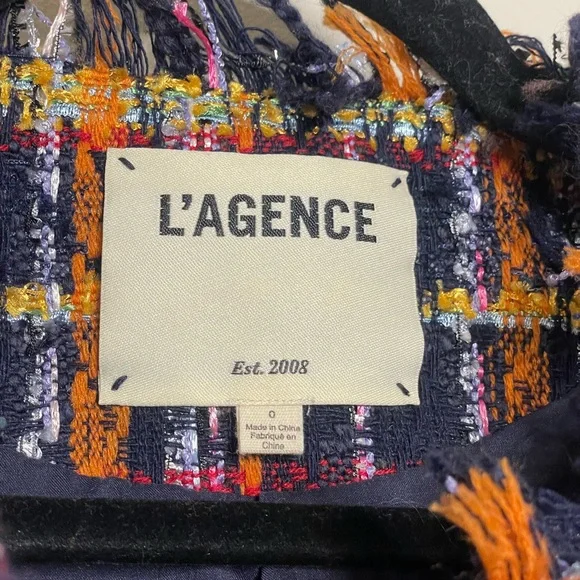 L'AGENCE
Est. 2008
0
Made in China
Fabriqué en
Chine